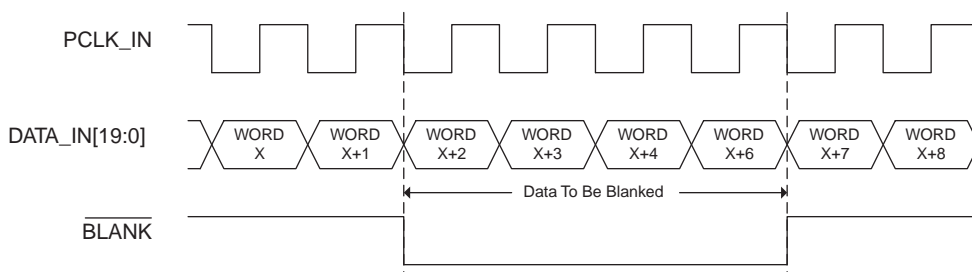 PCLK_IN
DATA_IN[19:0]
WORD X
WORD X+1
WORD X+2
WORD X+3
WORD X+4
WORD X+6
WORD X+7
WORD X+8
Data To Be Blanked
BLANK